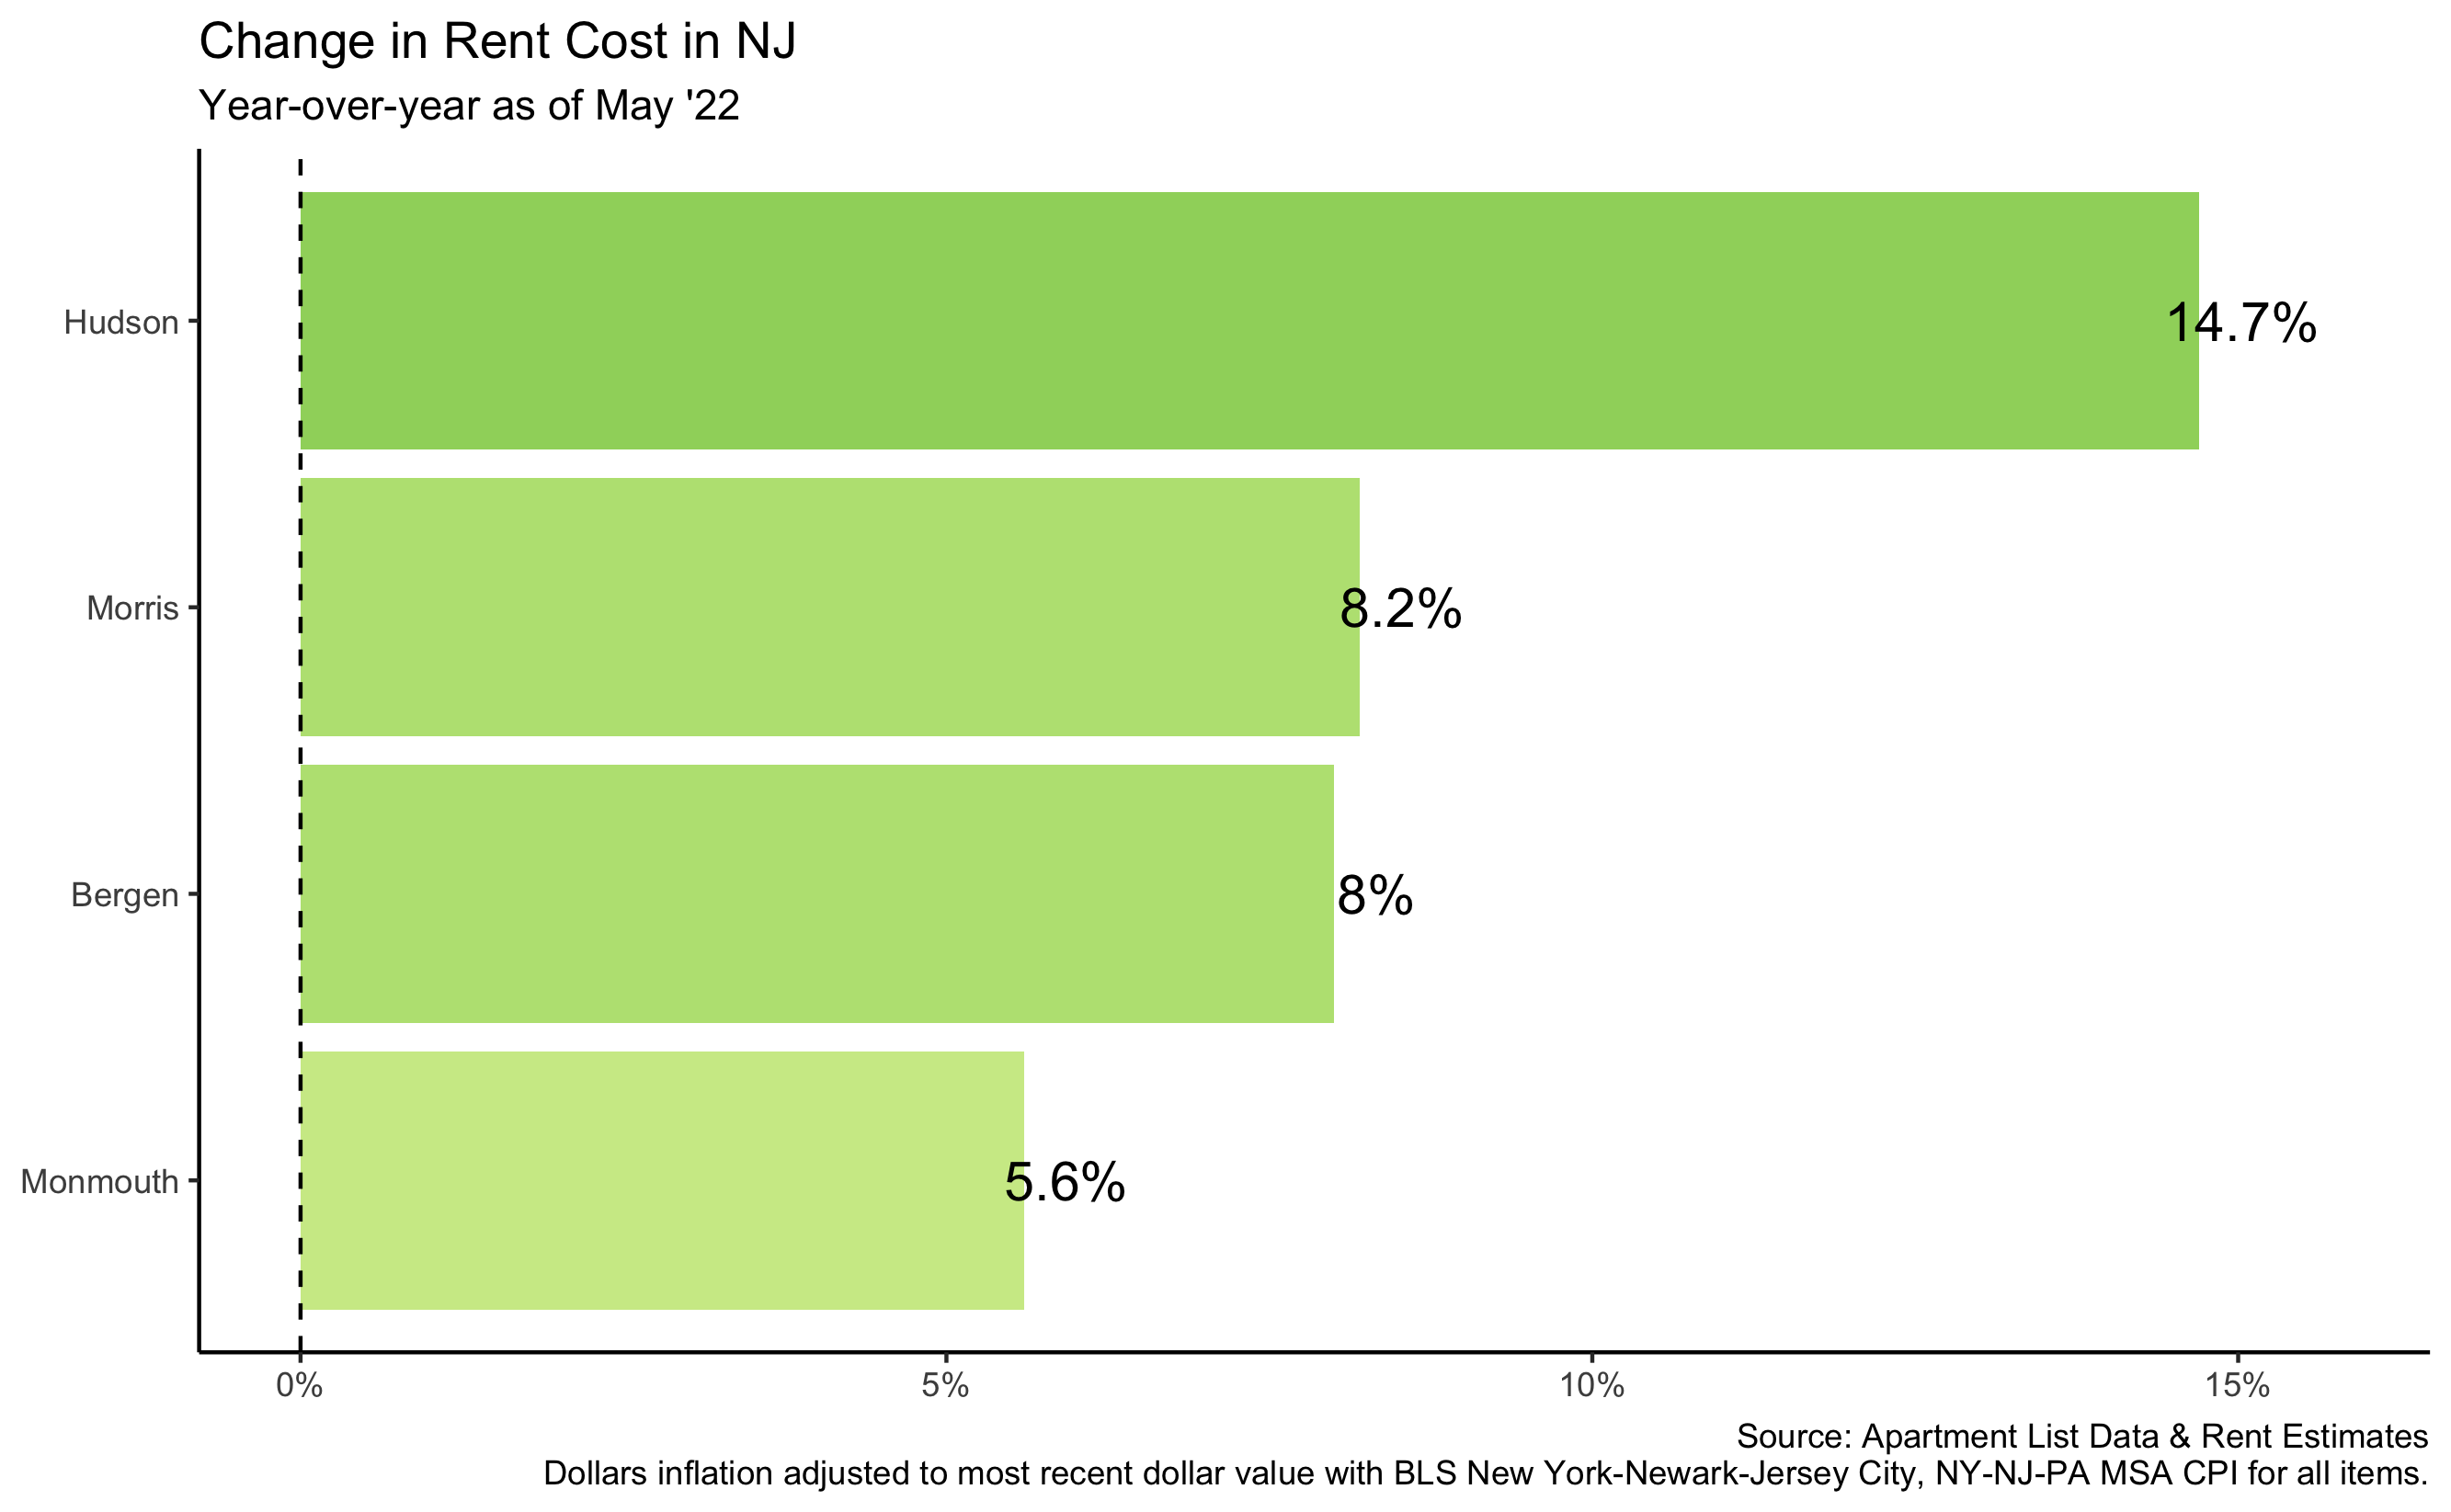 Change in Rent Cost in NJ
Year-over-year as of May '22
Hudson
14.7%
Morris
8.2%
Bergen
8%
Monmouth
5.6%
0%
5%
10%
15%
Source: Apartment List Data & Rent Estimates
Dollars inflation adjusted to most recent dollar value with BLS New York-Newark-Jersey City, NY-NJ-PA MSA CPI for all items.